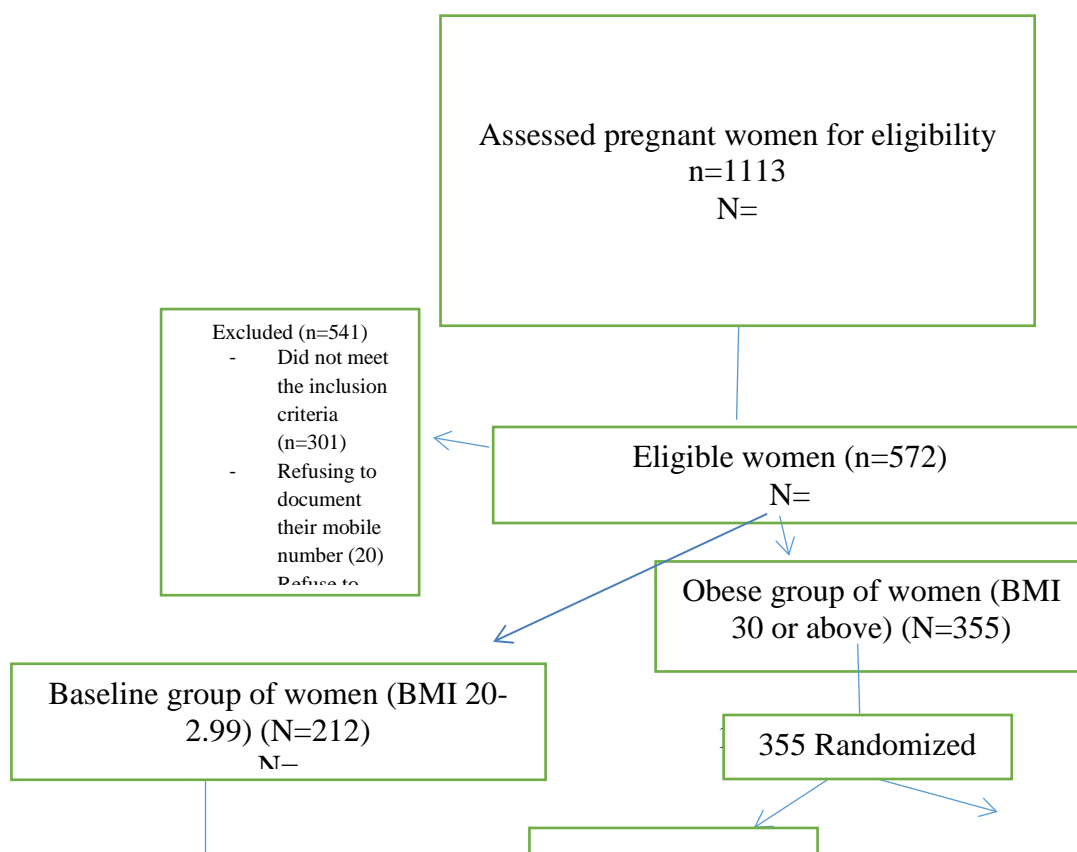 Assessed pregnant women for eligibility
n=1113
N=
Excluded (n=541)
- Did not meet
the inclusion
criteria
(n=301)
- Refusing to
document
their mobile
number (20)
Refuse to
Eligible women (n=572)
N=
Obese group of women (BMI
30 or above) (N=355)
Baseline group of women (BMI 20-
2.99) (N=212)
N=
355 Randomized